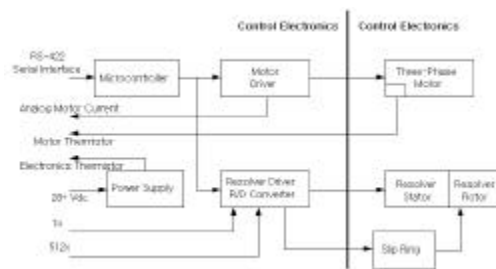 Control Electronics
Control Electronics
RS-422
Serial Interface
Microcontroller
Motor
Driver
Three-Phase
Motor
Analog Motor Current
Motor Thermistor
Electronics Thermistor
Power Supply
28+ Vdc
Resolver Driver
R/D Converter
Resolver
Stator
Resolver
Rotor
1x
512x
Slip Ring